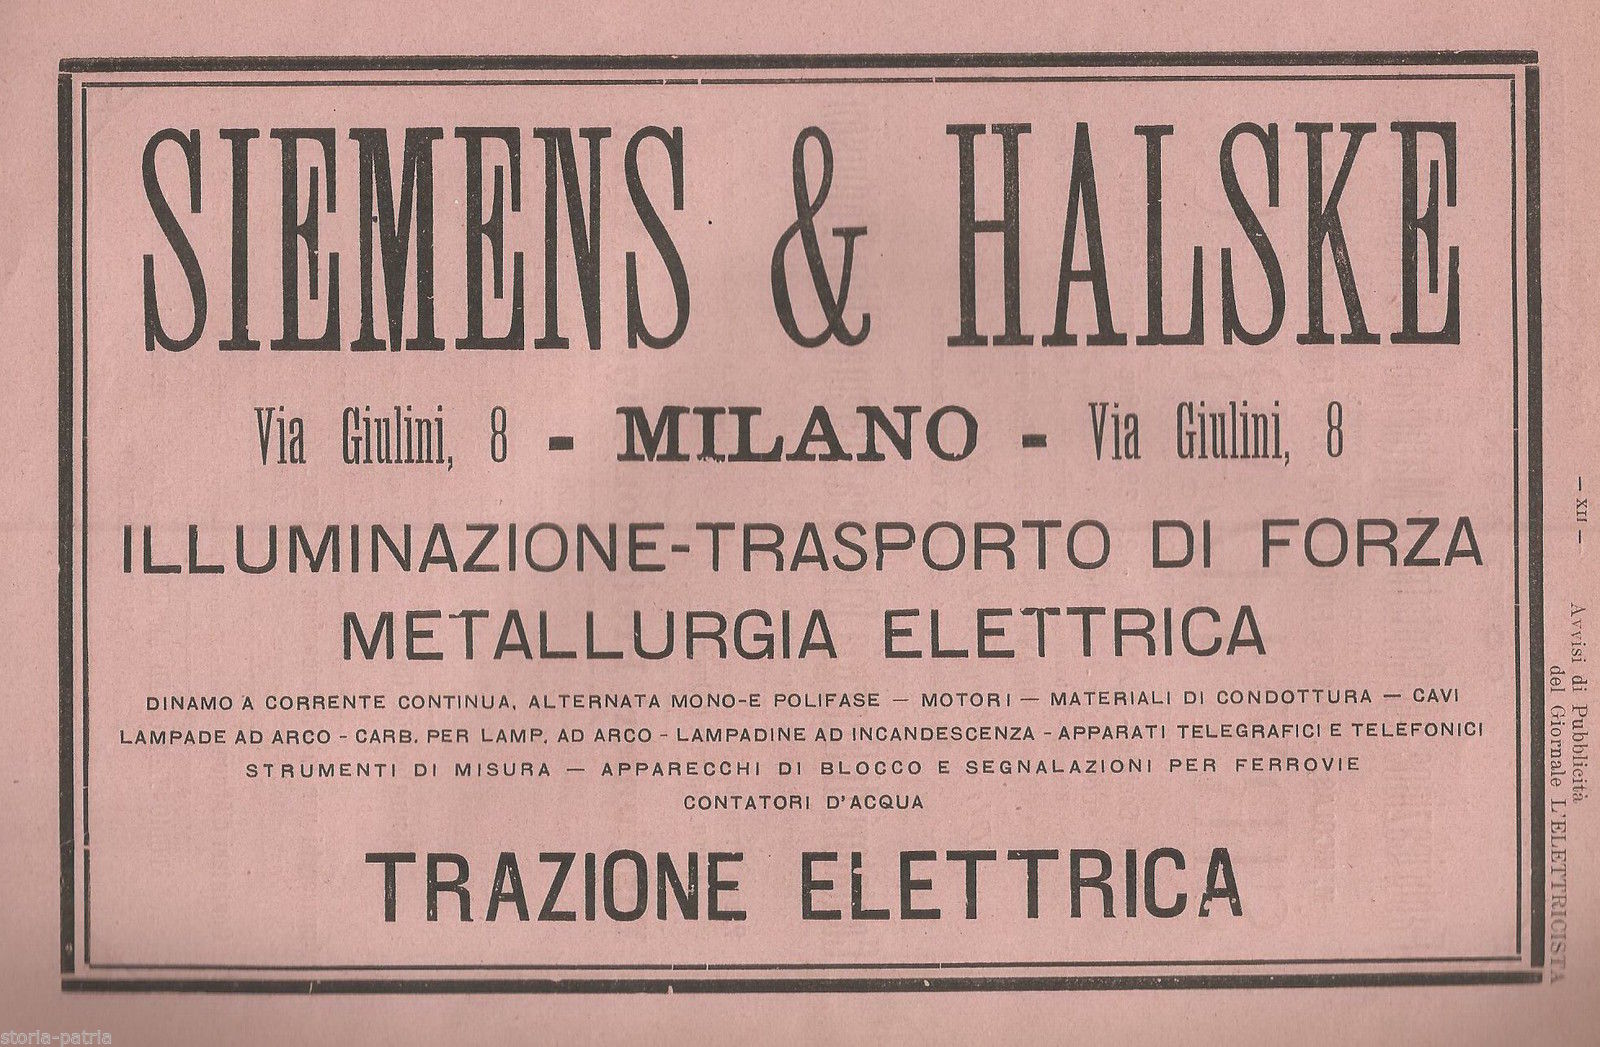 SIEMENS & HALSKE
Via Giulini, 8 - MILANO - Via Giulini, 8
ILLUMINAZIONE-TRASPORTO DI FORZA
METALLURGIA ELETTRICA
DINAMO A CORRENTE CONTINUA, ALTERNATA MONO-E POLIFASE — MOTORI — MATERIALI DI CONDOTTURA — CAVI
LAMPADE AD ARCO - CARB. PER LAMP. AD ARCO - LAMPADINE AD INCANDESCENZA - APPARATI TELEGRAFICI E TELEFONICI
STRUMENTI DI MISURA — APPARECCHI DI BLOCCO E SEGNALAZIONI PER FERROVIE
CONTATORI D'ACQUA
TRAZIONE ELETTRICA
— XII —
Avvisi di Pubblicità
del Giornale L'ELETTRICISTA
storia-patria